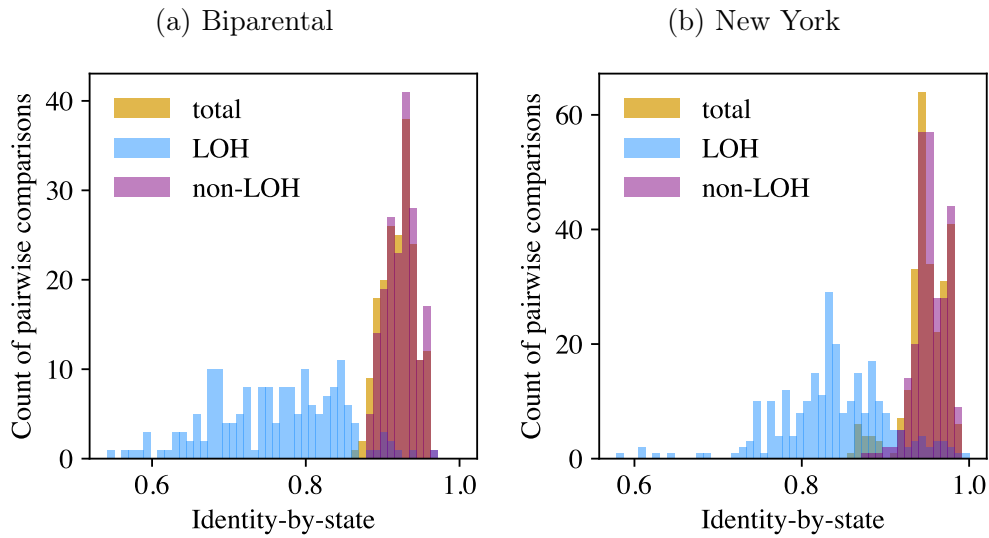 (a) Biparental
Count of pairwise comparisons
40
30
20
10
0
total
LOH
non-LOH
0.6
0.8
1.0
Identity-by-state
(b) New York
Count of pairwise comparisons
60
40
20
0
total
LOH
non-LOH
0.6
0.8
1.0
Identity-by-state